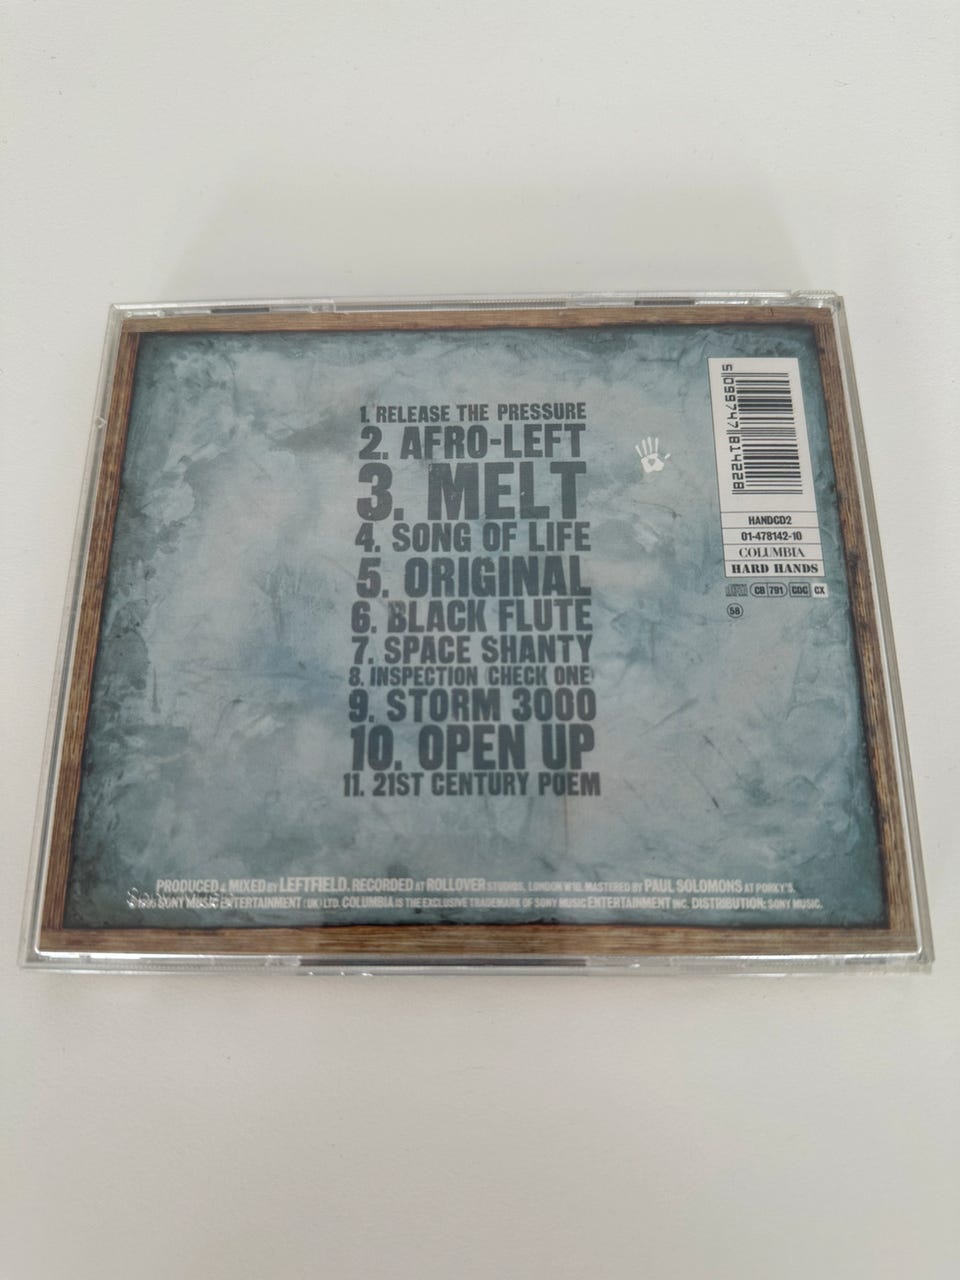 1. RELEASE THE PRESSURE
2. AFRO-LEFT
3. MELT
4. SONG OF LIFE
5. ORIGINAL
6. BLACK FLUTE
7. SPACE SHANTY
8. INSPECTION (CHECK ONE)
9. STORM 3000
10. OPEN UP
11. 21ST CENTURY POEM
5 099747 814228
HANDCD2
01-478142-10
COLUMBIA
HARD HANDS
CB 791 CDC CX
58
PRODUCED & MIXED BY LEFTFIELD. RECORDED AT ROLLOVER STUDIOS, LONDON W10. MASTERED BY PAUL SOLOMONS AT PORKY'S.
SONY MUSIC ENTERTAINMENT (UK) LTD. COLUMBIA IS THE EXCLUSIVE TRADEMARK OF SONY MUSIC ENTERTAINMENT INC. DISTRIBUTION: SONY MUSIC.